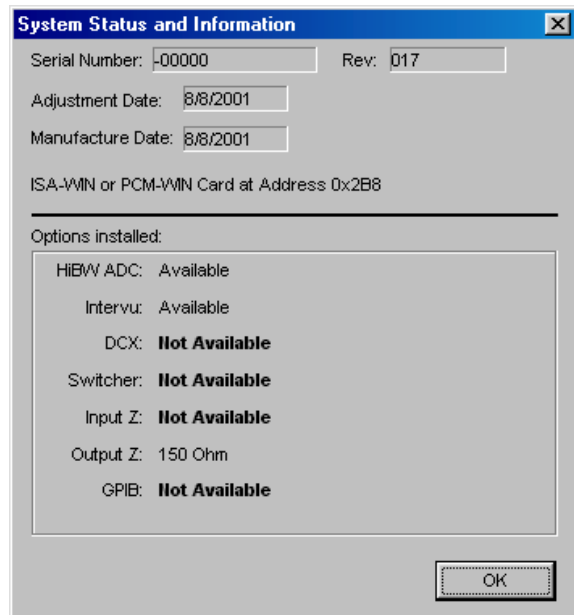 System Status and Information
Serial Number: -00000 Rev: 017
Adjustment Date: 8/8/2001
Manufacture Date: 8/8/2001
ISA-WIN or PCM-WIN Card at Address 0x2B8
Options installed:
HiBW ADC: Available
Intervu: Available
DCX: Not Available
Switcher: Not Available
Input Z: Not Available
Output Z: 150 Ohm
GPIB: Not Available
OK